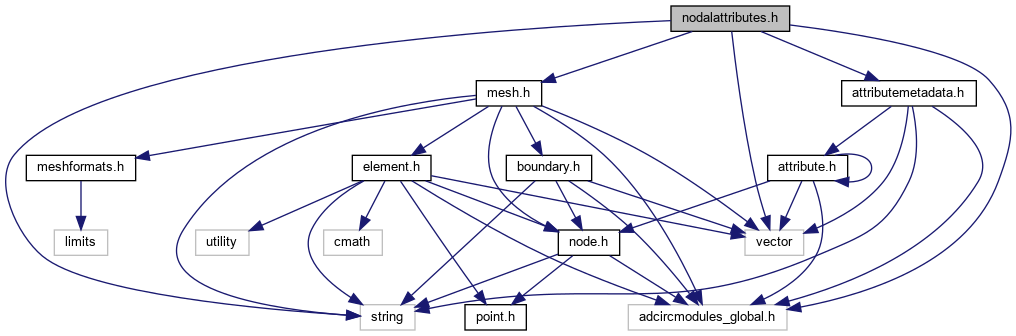 nodalattributes.h
mesh.h
attributemetadata.h
meshformats.h
element.h
boundary.h
attribute.h
limits
utility
cmath
node.h
vector
string
point.h
adcircmodules_global.h